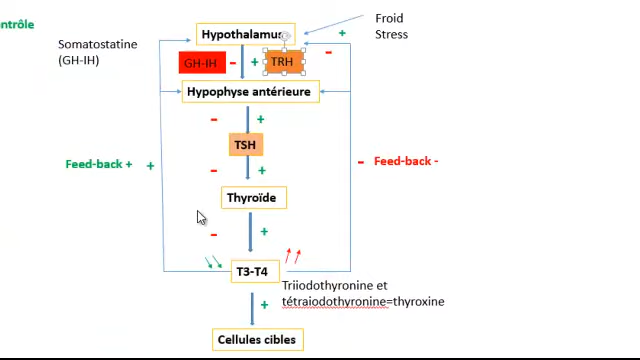 ntrôle
Froid
Stress
Hypothalamus
+
Somatostatine
(GH-IH)
GH-IH
-
+
TRH
-
Hypophyse antérieure
-
+
TSH
Feed-back +
+
-
+
-
Feed-back -
Thyroïde
-
+
T3-T4
Triiodothyronine et
tétraiodothyronine=thyroxine
+
Cellules cibles